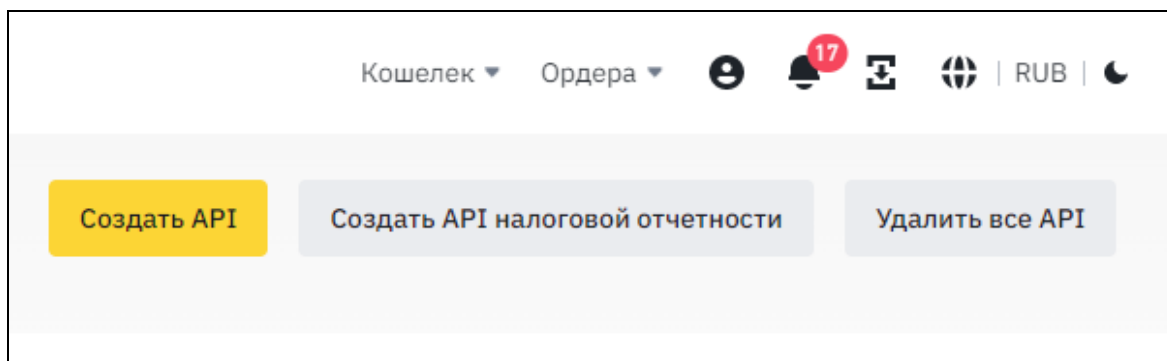 Кошелек Ордера 17 | RUB |
Создать API Создать API налоговой отчетности Удалить все API